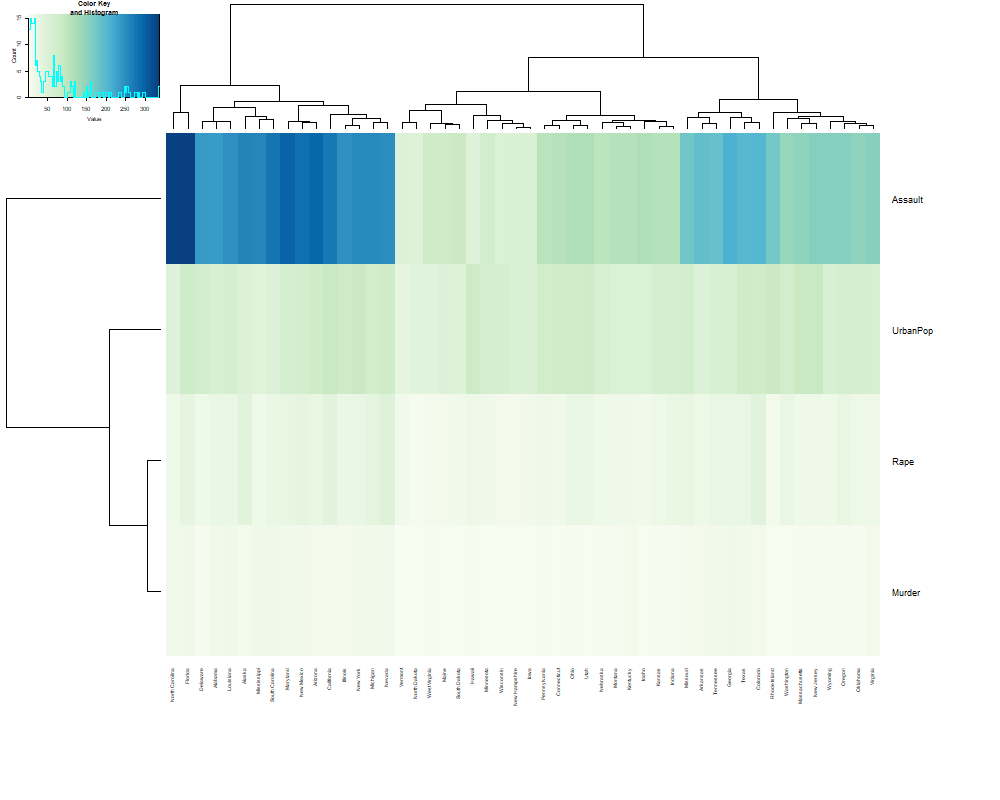 Color Key
and Histogram
Count
0 5 10 15
50 100 150 200 250 300
Value
Assault
UrbanPop
Rape
Murder
North Carolina
Florida
Delaware
Alabama
Louisiana
Alaska
Mississippi
South Carolina
Maryland
New Mexico
Arizona
California
Illinois
New York
Michigan
Nevada
Vermont
North Dakota
West Virginia
Maine
South Dakota
Hawaii
Minnesota
Wisconsin
New Hampshire
Iowa
Pennsylvania
Connecticut
Ohio
Utah
Nebraska
Montana
Kentucky
Idaho
Kansas
Indiana
Missouri
Arkansas
Tennessee
Georgia
Texas
Colorado
Rhode Island
Washington
Massachusetts
New Jersey
Wyoming
Oregon
Oklahoma
Virginia